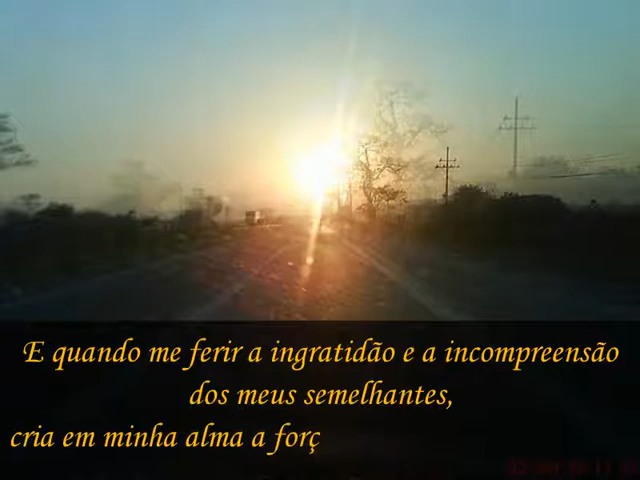 E quando me ferir a ingratidão e a incompreensão
dos meus semelhantes,
cria em minha alma a forç